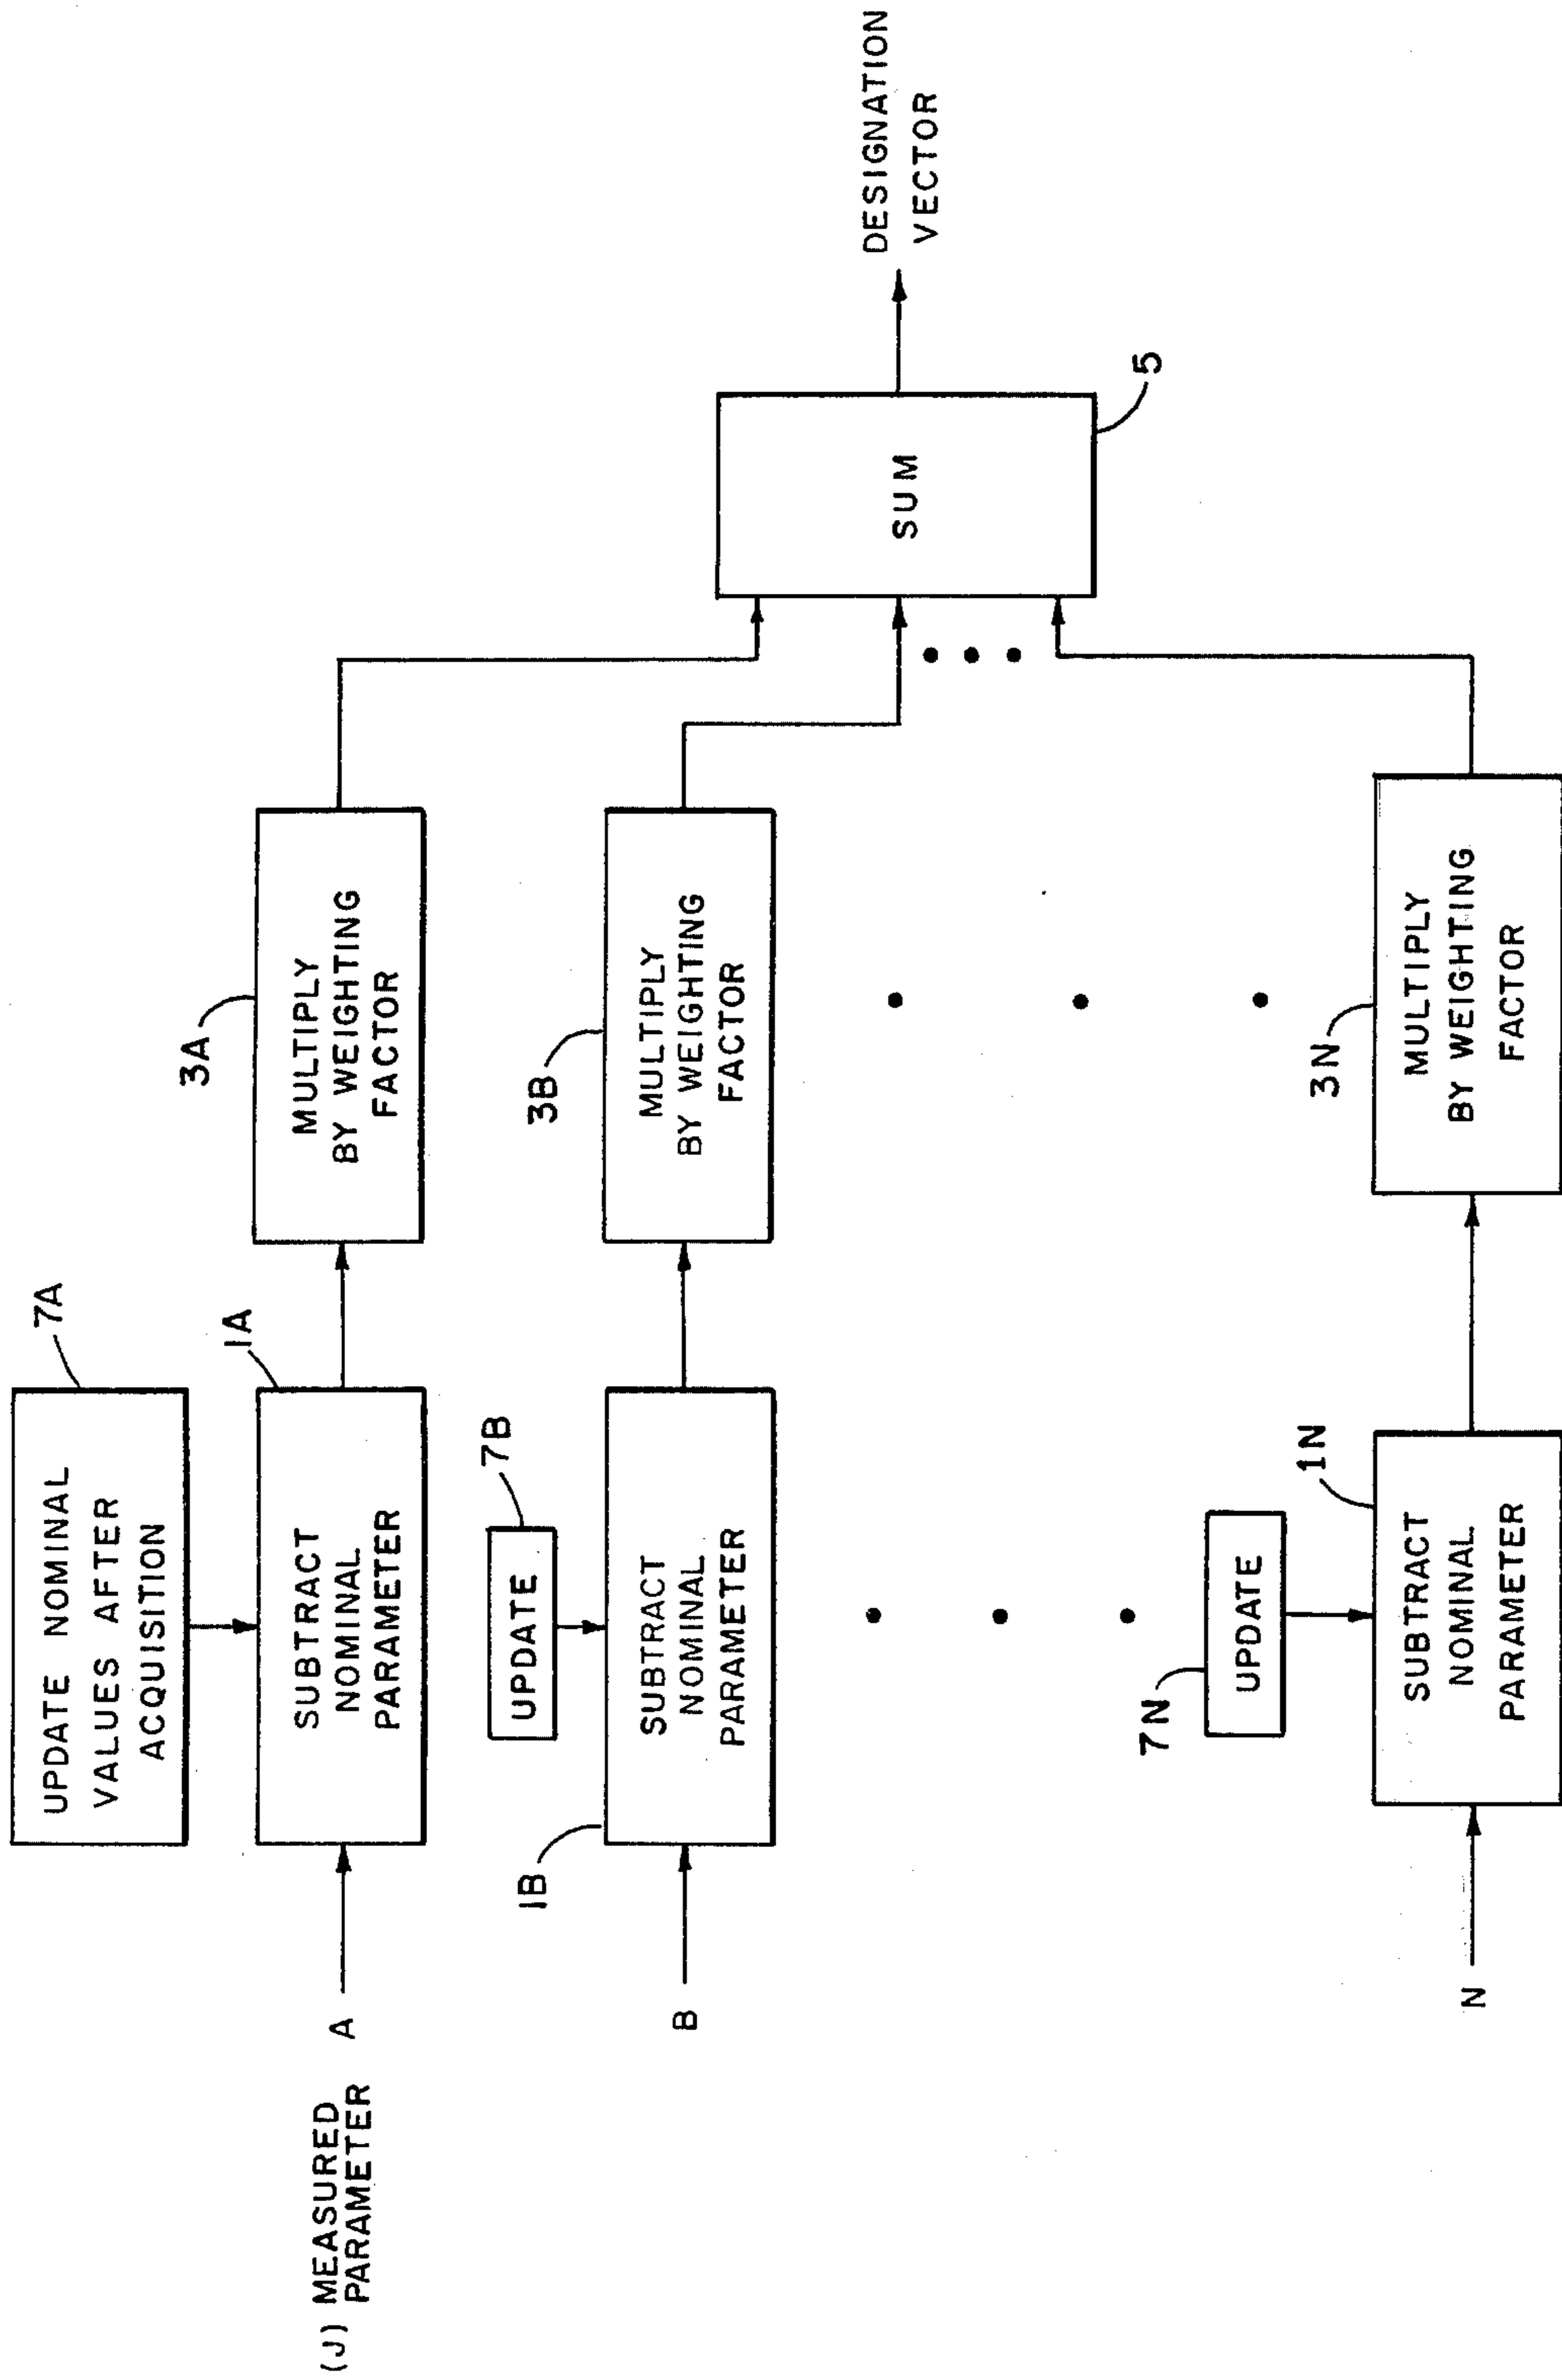 7A
UPDATE NOMINAL
VALUES AFTER
ACQUISITION
(J) MEASURED
PARAMETER A
1A
SUBTRACT
NOMINAL
PARAMETER
3A
MULTIPLY
BY WEIGHTING
FACTOR
7B
UPDATE
B
1B
SUBTRACT
NOMINAL
PARAMETER
3B
MULTIPLY
BY WEIGHTING
FACTOR
SUM
5
DESIGNATION
VECTOR
7N
UPDATE
N
1N
SUBTRACT
NOMINAL
PARAMETER
3N
MULTIPLY
BY WEIGHTING
FACTOR